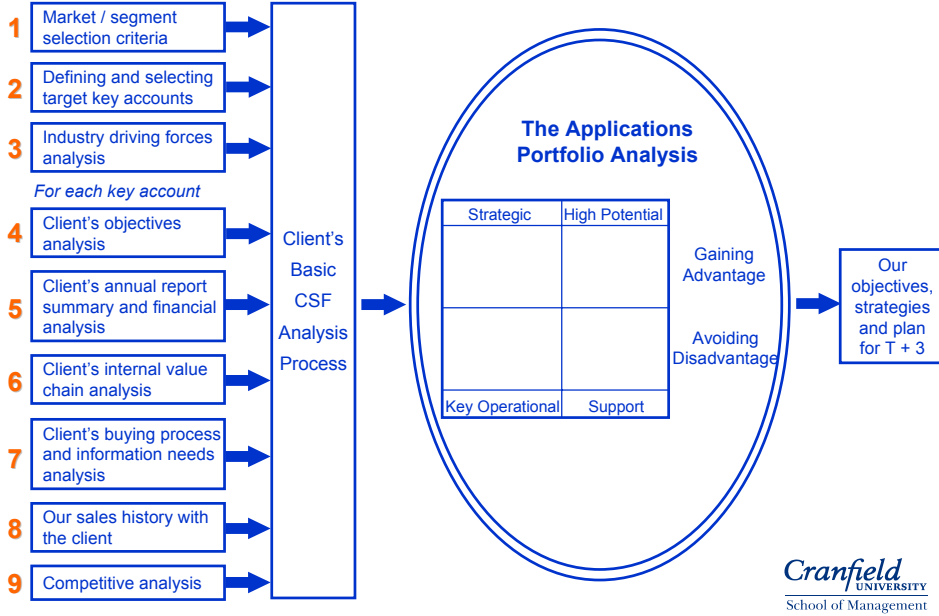 1
Market / segment
selection criteria
2
Defining and selecting
target key accounts
3
Industry driving forces
analysis
For each key account
4
Client's objectives
analysis
5
Client's annual report
summary and financial
analysis
6
Client's internal value
chain analysis
7
Client's buying process
and information needs
analysis
8
Our sales history with
the client
9
Competitive analysis
Client's
Basic
CSF
Analysis
Process
The Applications
Portfolio Analysis
Strategic
High Potential
Key Operational
Support
Gaining
Advantage
Avoiding
Disadvantage
Our
objectives,
strategies
and plan
for T + 3
Cranfield
UNIVERSITY
School of Management